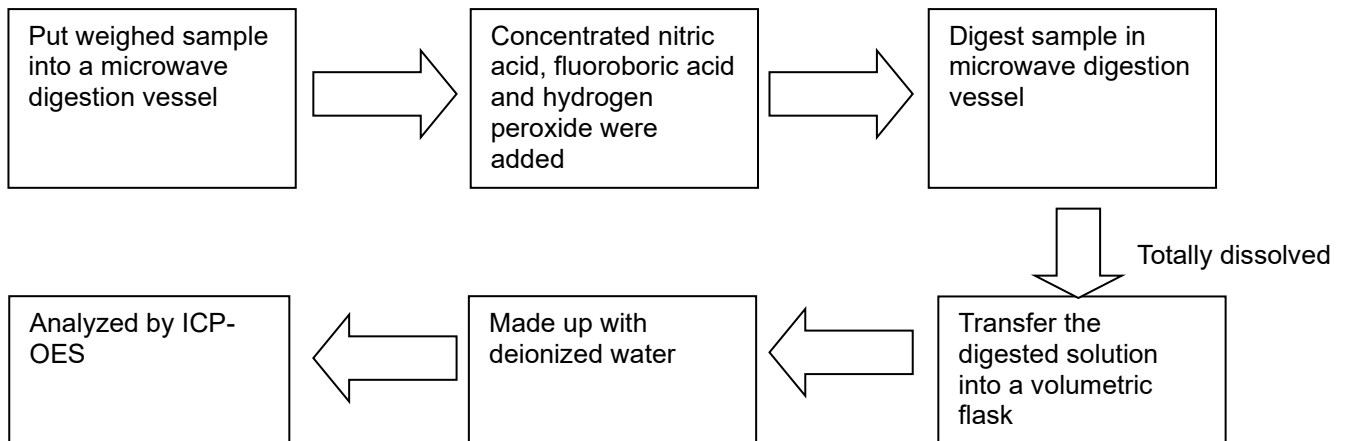 Put weighed sample
into a microwave
digestion vessel
Concentrated nitric
acid, fluoroboric acid
and hydrogen
peroxide were
added
Digest sample in
microwave digestion
vessel
Totally dissolved
Transfer the
digested solution
into a volumetric
flask
Made up with
deionized water
Analyzed by ICP-
OES